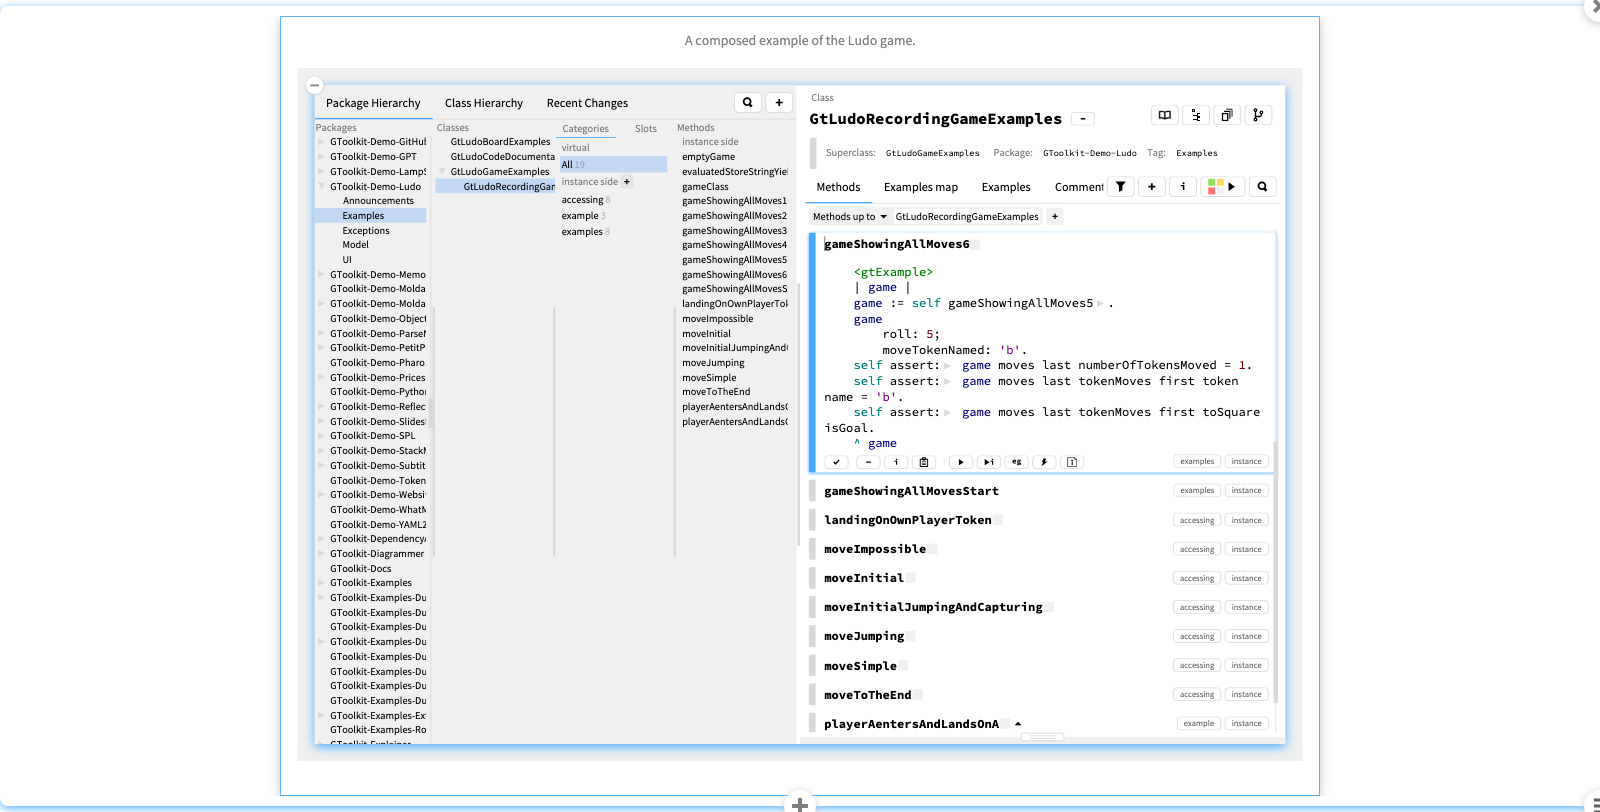 A composed example of the Ludo game.
Package Hierarchy
Class Hierarchy
Recent Changes
Packages
GToolkit-Demo-GitHul
GToolkit-Demo-GPT
GToolkit-Demo-LampS
GToolkit-Demo-Ludo
Announcements
Examples
Exceptions
Model
UI
GToolkit-Demo-Memo
GToolkit-Demo-Molda
GToolkit-Demo-Molda
GToolkit-Demo-Object
GToolkit-Demo-Parse
GToolkit-Demo-PetitP
GToolkit-Demo-Pharo
GToolkit-Demo-Prices
GToolkit-Demo-Pytho
GToolkit-Demo-Reflec
GToolkit-Demo-Slides
GToolkit-Demo-SPL
GToolkit-Demo-Stack
GToolkit-Demo-Subtit
GToolkit-Demo-Token
GToolkit-Demo-Websi
GToolkit-Demo-What
GToolkit-Demo-YAML2
GToolkit-Dependency
GToolkit-Diagrammer
GToolkit-Docs
GToolkit-Examples
GToolkit-Examples-Du
GToolkit-Examples-Du
GToolkit-Examples-Du
GToolkit-Examples-Du
GToolkit-Examples-Du
GToolkit-Examples-Du
GToolkit-Examples-Du
GToolkit-Examples-Du
GToolkit-Examples-Ex
GToolkit-Examples-Ro
Classes
GtLudoBoardExamples
GtLudoCodeDocumenta
GtLudoGameExamples
GtLudoRecordingGar
Categories
Slots
virtual
All 19
instance side
accessing 8
example 3
examples 8
Methods
instance side
emptyGame
evaluatedStoreStringYiel
gameClass
gameShowingAllMoves1
gameShowingAllMoves2
gameShowingAllMoves3
gameShowingAllMoves4
gameShowingAllMoves5
gameShowingAllMoves6
gameShowingAllMovesS
landingOnOwnPlayerTok
moveImpossible
moveInitial
moveInitialJumpingAnd
moveJumping
moveSimple
moveToTheEnd
playerAentersAndLandsC
playerAentersAndLandsC
Class
GtLudoRecordingGameExamples
Superclass: GtLudoGameExamples Package: GToolkit-Demo-Ludo Tag: Examples
Methods
Examples map
Examples
Comment
Methods up to GtLudoRecordingGameExamples +
gameShowingAllMoves6
<gtExample>
| game |
game := self gameShowingAllMoves5 .
game
roll: 5;
moveTokenNamed: 'b'.
self assert: game moves last numberOfTokensMoved = 1.
self assert: game moves last tokenMoves first token
name = 'b'.
self assert: game moves last tokenMoves first toSquare
isGoal.
^ game
eg
examples instance
gameShowingAllMovesStart examples instance
landingOnOwnPlayerToken accessing instance
moveImpossible accessing instance
moveInitial accessing instance
moveInitialJumpingAndCapturing accessing instance
moveJumping accessing instance
moveSimple accessing instance
moveToTheEnd accessing instance
playerAentersAndLandsOnA example instance